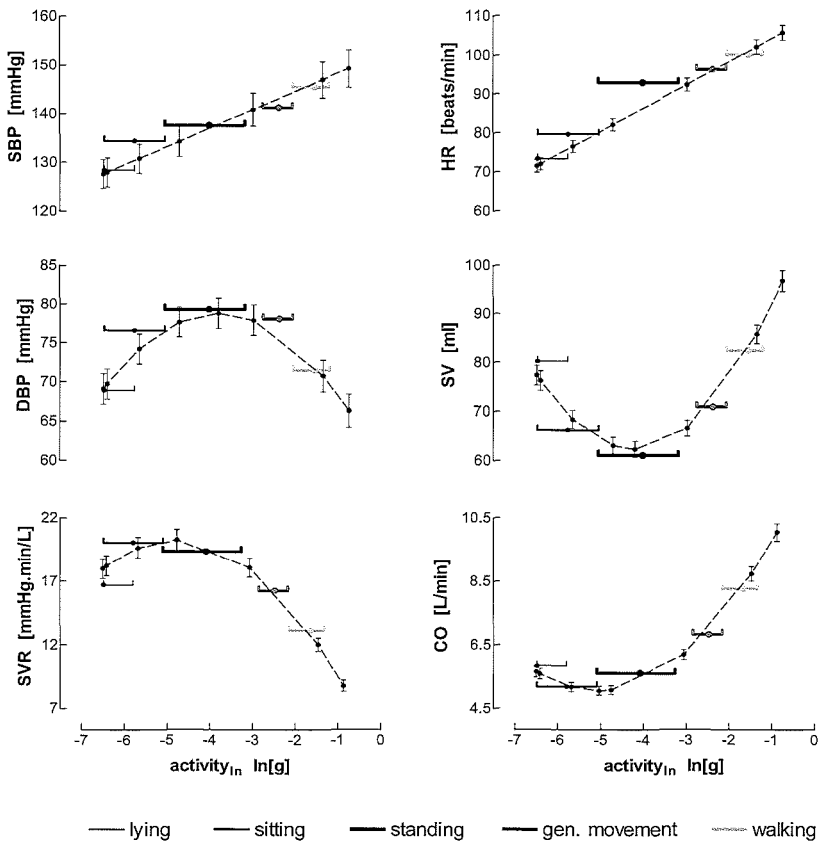 160
150
140
130
120
SBP [mmHg]
110
100
90
80
70
60
HR [beats/min]
85
80
75
70
65
60
DBP [mmHg]
100
90
80
70
60
SV [ml]
22
17
12
7
SVR [mmHg.min/L]
10.5
8.5
6.5
4.5
CO [L/min]
-7 -6 -5 -4 -3 -2 -1 0
activityln ln[g]
-7 -6 -5 -4 -3 -2 -1 0
activityln ln[g]
lying sitting standing gen. movement walking